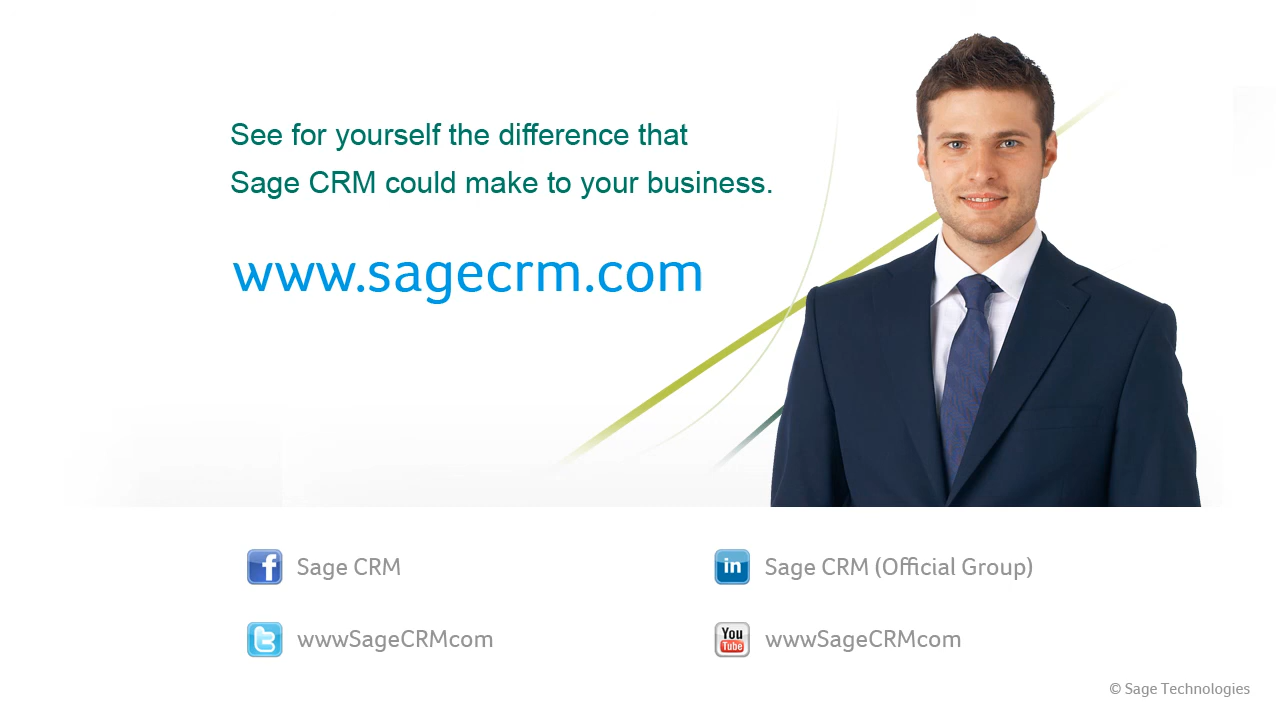 See for yourself the difference that
Sage CRM could make to your business.
www.sagecrm.com
f Sage CRM
in Sage CRM (Official Group)
t wwwSageCRMcom
You Tube wwwSageCRMcom
© Sage Technologies